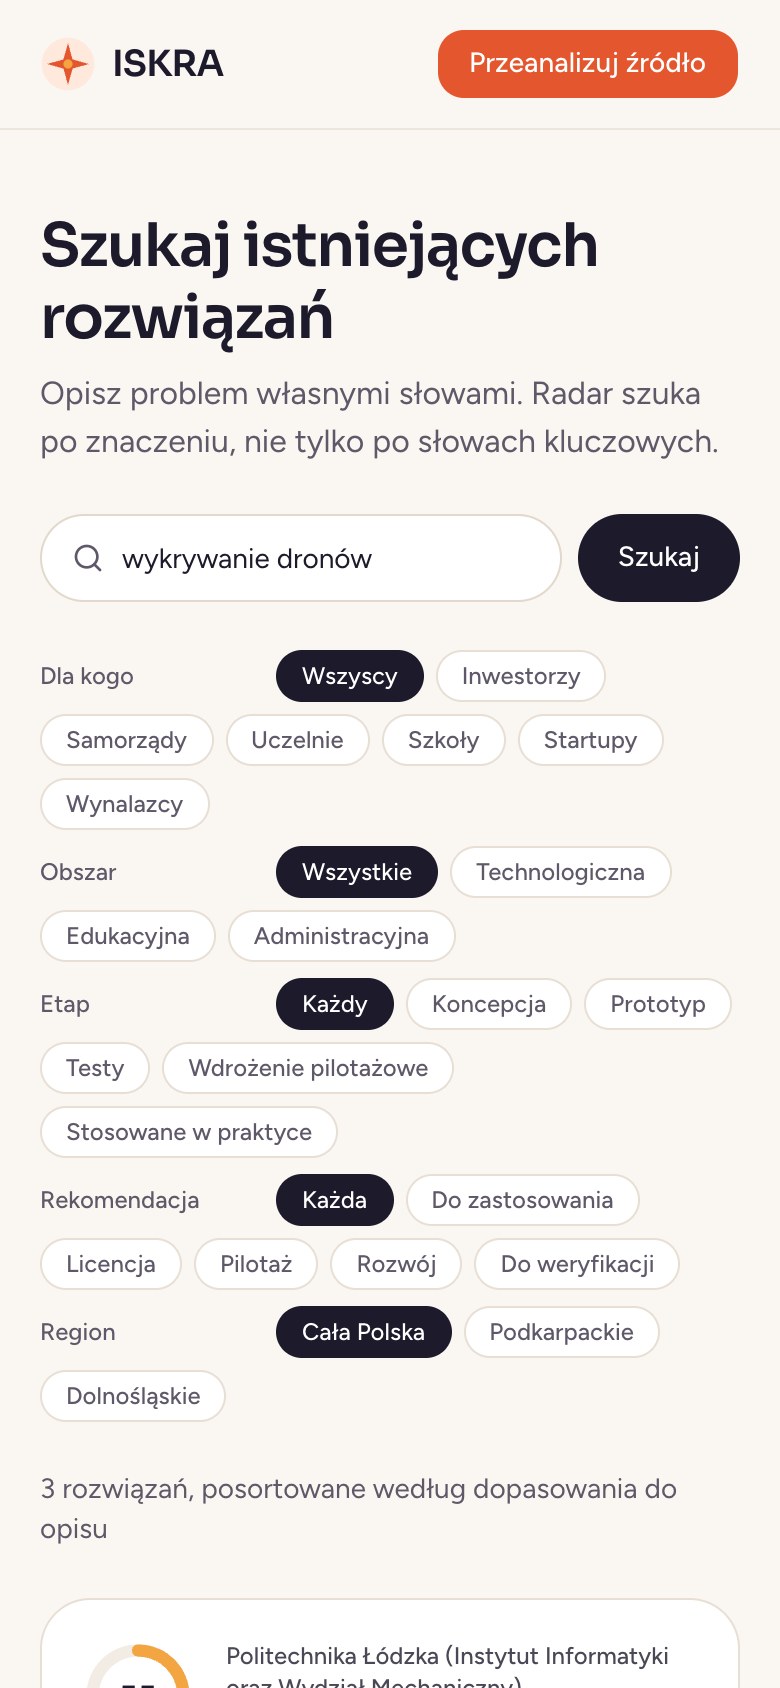 ISKRA
Przeanalizuj źródło
Szukaj istniejących
rozwiązań
Opisz problem własnymi słowami. Radar szuka
po znaczeniu, nie tylko po słowach kluczowych.
wykrywanie dronów
Szukaj
Dla kogo Wszyscy Inwestorzy
Samorządy Uczelnie Szkoły Startupy
Wynalazcy
Obszar Wszystkie Technologiczna
Edukacyjna Administracyjna
Etap Każdy Koncepcja Prototyp
Testy Wdrożenie pilotażowe
Stosowane w praktyce
Rekomendacja Każda Do zastosowania
Licencja Pilotaż Rozwój Do weryfikacji
Region Cała Polska Podkarpackie
Dolnośląskie
3 rozwiązań, posortowane według dopasowania do
opisu
Politechnika Łódzka (Instytut Informatyki
oraz Wydział Mechaniczny)